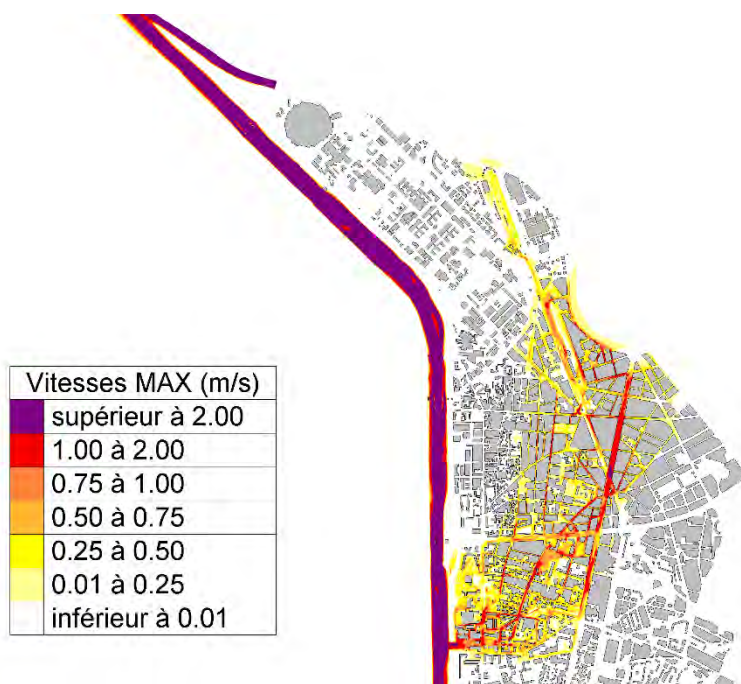 Vitesses MAX (m/s)
supérieur à 2.00
1.00 à 2.00
0.75 à 1.00
0.50 à 0.75
0.25 à 0.50
0.01 à 0.25
inférieur à 0.01